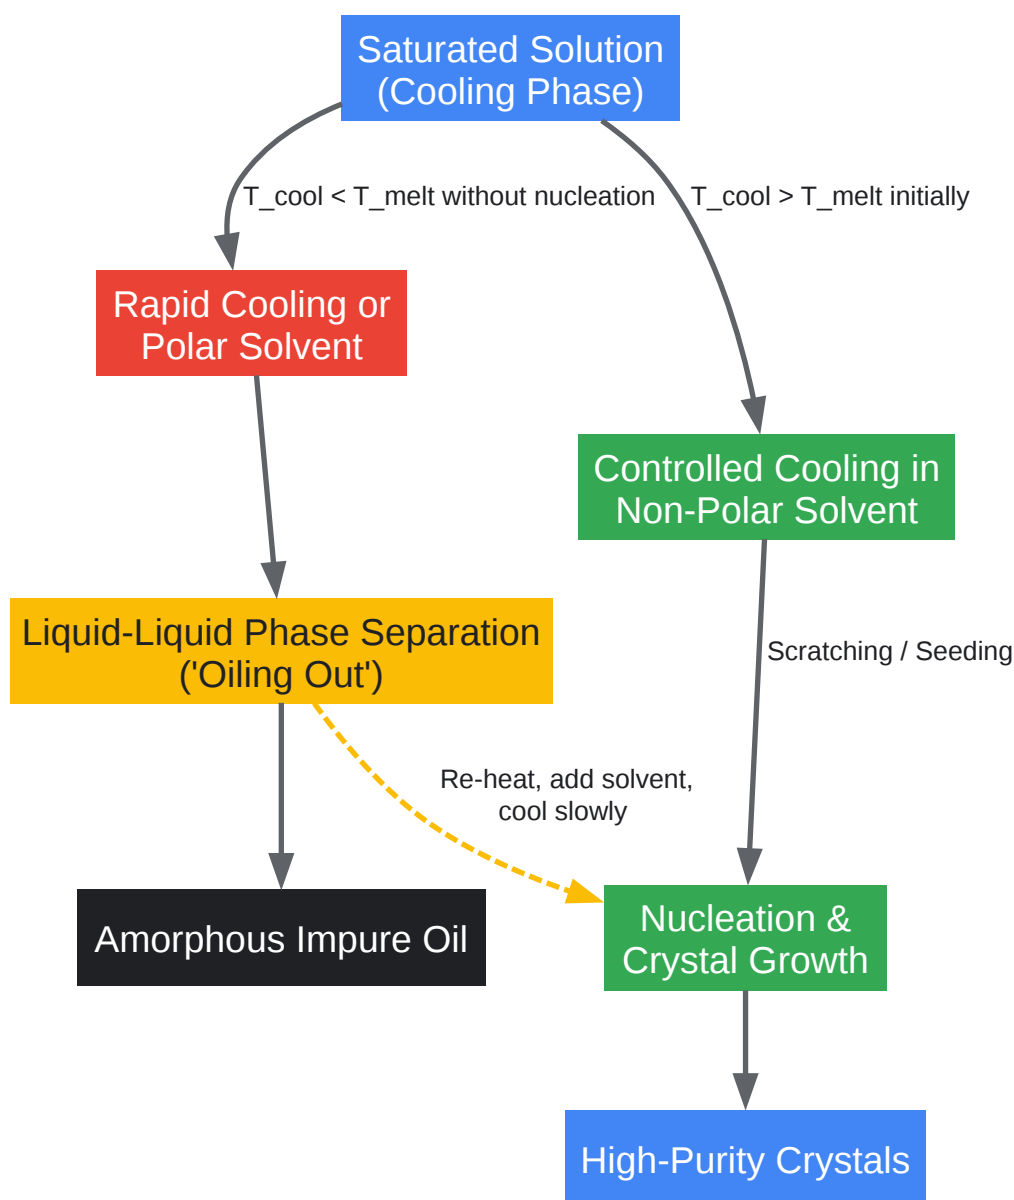 Saturated Solution
(Cooling Phase)
T_cool < T_melt without nucleation
T_cool > T_melt initially
Rapid Cooling or
Polar Solvent
Controlled Cooling in
Non-Polar Solvent
Liquid-Liquid Phase Separation
('Oiling Out')
Scratching / Seeding
Re-heat, add solvent,
cool slowly
Amorphous Impure Oil
Nucleation &
Crystal Growth
High-Purity Crystals